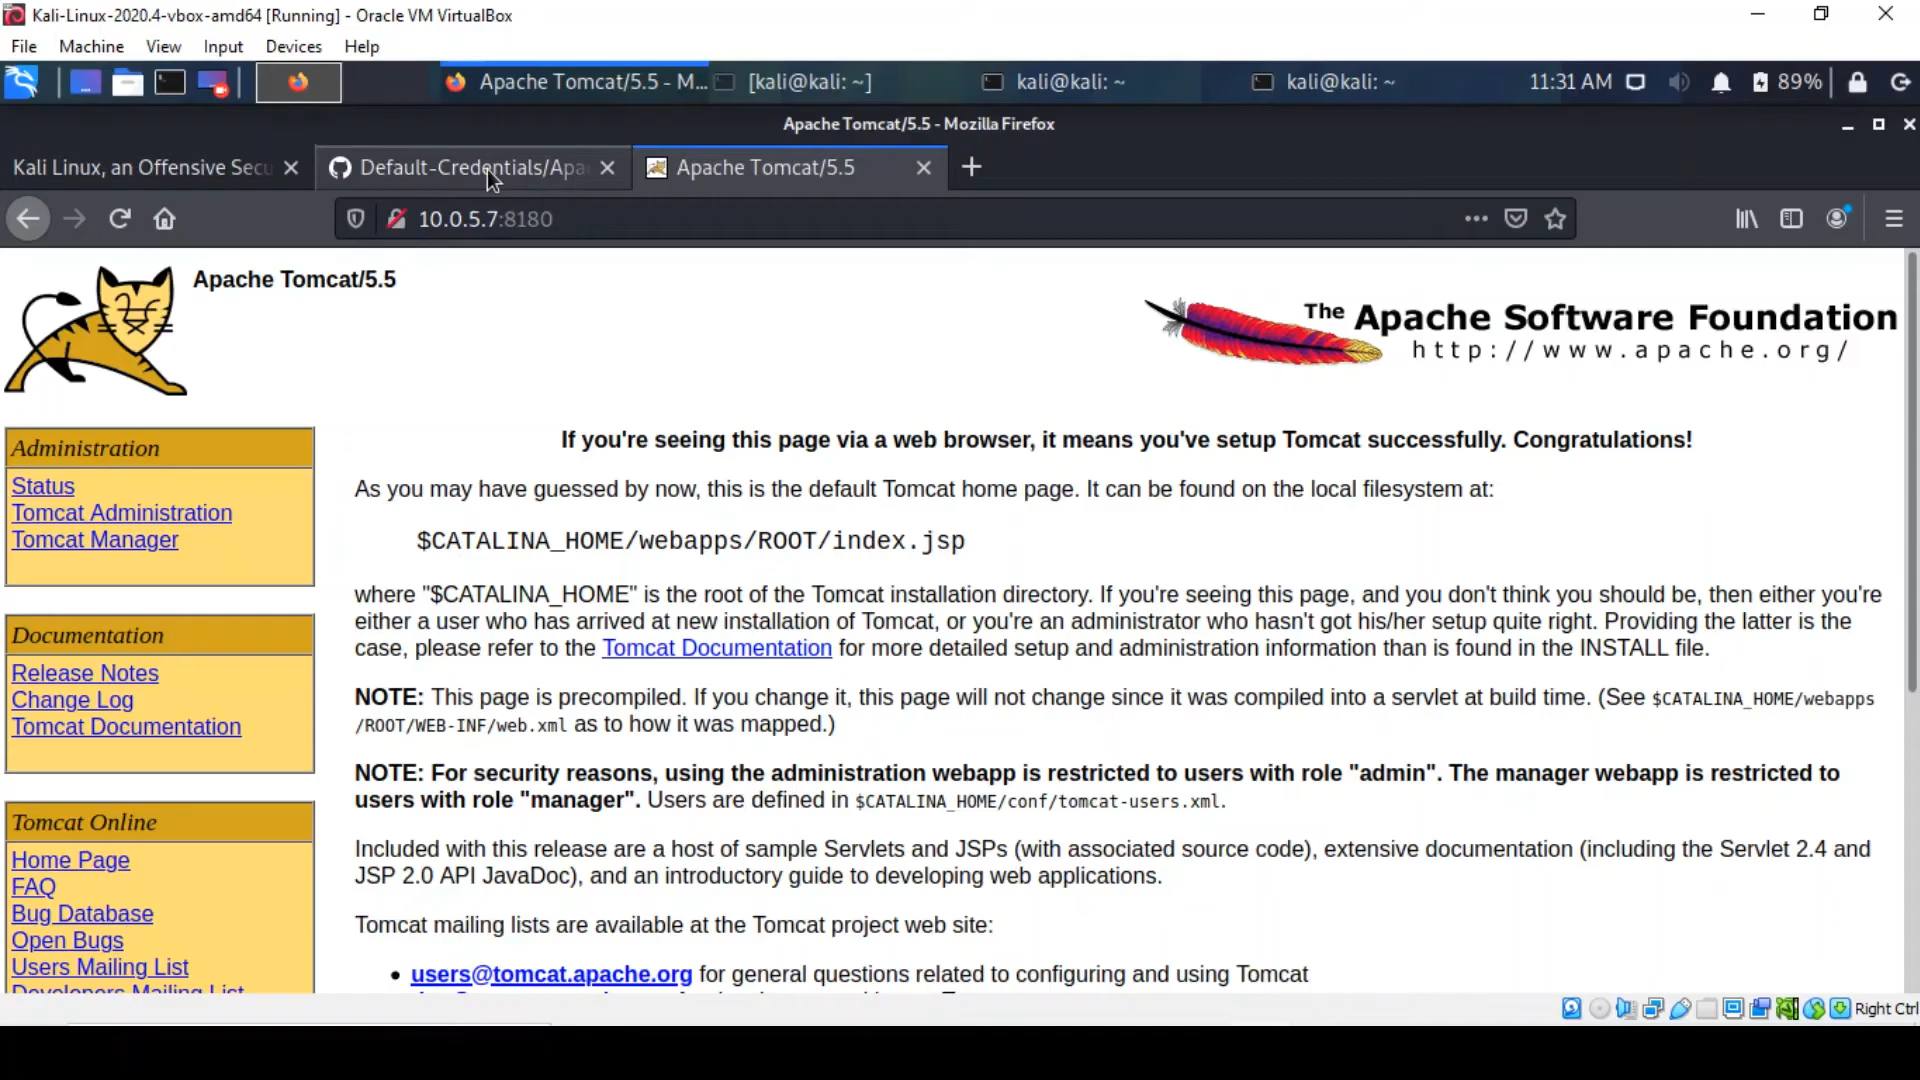 Kali-Linux-2020.4-vbox-amd64 [Running] - Oracle VM VirtualBox
File Machine View Input Devices Help
Apache Tomcat/5.5 - M... [kali@kali: ~] kali@kali: ~ kali@kali: ~ 11:31 AM 89%
Apache Tomcat/5.5 - Mozilla Firefox
Kali Linux, an Offensive Secu Default-Credentials/Apa Apache Tomcat/5.5
10.0.5.7:8180
Apache Tomcat/5.5
The Apache Software Foundation
http://www.apache.org/
Administration
Status
Tomcat Administration
Tomcat Manager
Documentation
Release Notes
Change Log
Tomcat Documentation
Tomcat Online
Home Page
FAQ
Bug Database
Open Bugs
Users Mailing List
Developers Mailing List
If you're seeing this page via a web browser, it means you've setup Tomcat successfully. Congratulations!
As you may have guessed by now, this is the default Tomcat home page. It can be found on the local filesystem at:
$CATALINA_HOME/webapps/ROOT/index.jsp
where "$CATALINA_HOME" is the root of the Tomcat installation directory. If you're seeing this page, and you don't think you should be, then either you're
either a user who has arrived at new installation of Tomcat, or you're an administrator who hasn't got his/her setup quite right. Providing the latter is the
case, please refer to the Tomcat Documentation for more detailed setup and administration information than is found in the INSTALL file.
NOTE: This page is precompiled. If you change it, this page will not change since it was compiled into a servlet at build time. (See $CATALINA_HOME/webapps
/ROOT/WEB-INF/web.xml as to how it was mapped.)
NOTE: For security reasons, using the administration webapp is restricted to users with role "admin". The manager webapp is restricted to
users with role "manager". Users are defined in $CATALINA_HOME/conf/tomcat-users.xml.
Included with this release are a host of sample Servlets and JSPs (with associated source code), extensive documentation (including the Servlet 2.4 and
JSP 2.0 API JavaDoc), and an introductory guide to developing web applications.
Tomcat mailing lists are available at the Tomcat project web site:
• users@tomcat.apache.org for general questions related to configuring and using Tomcat
Right Ctrl